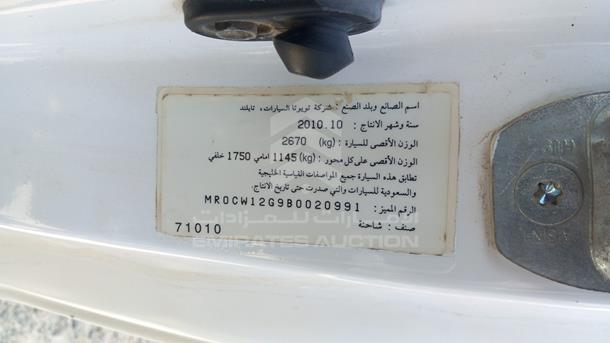 اسم الصانع وبلد الصنع : شركة تويوتا للسيارات، تايلند
سنة وشهر الانتاج : 2010.10
الوزن الأقصى للسيارة : (kg) 2670
الوزن الأقصى على كل محور : (kg) 1145 امامي 1750 خلفي
تطابق هذه السيارة جميع المواصفات القياسية الخليجية
والسعودية للسيارات والتي صدرت حتى تاريخ الانتاج.
الرقم المميز : MR0CW12G9B0020991
صنف : شاحنة 71010
الامارات للمزادات
EMIRATES AUCTION